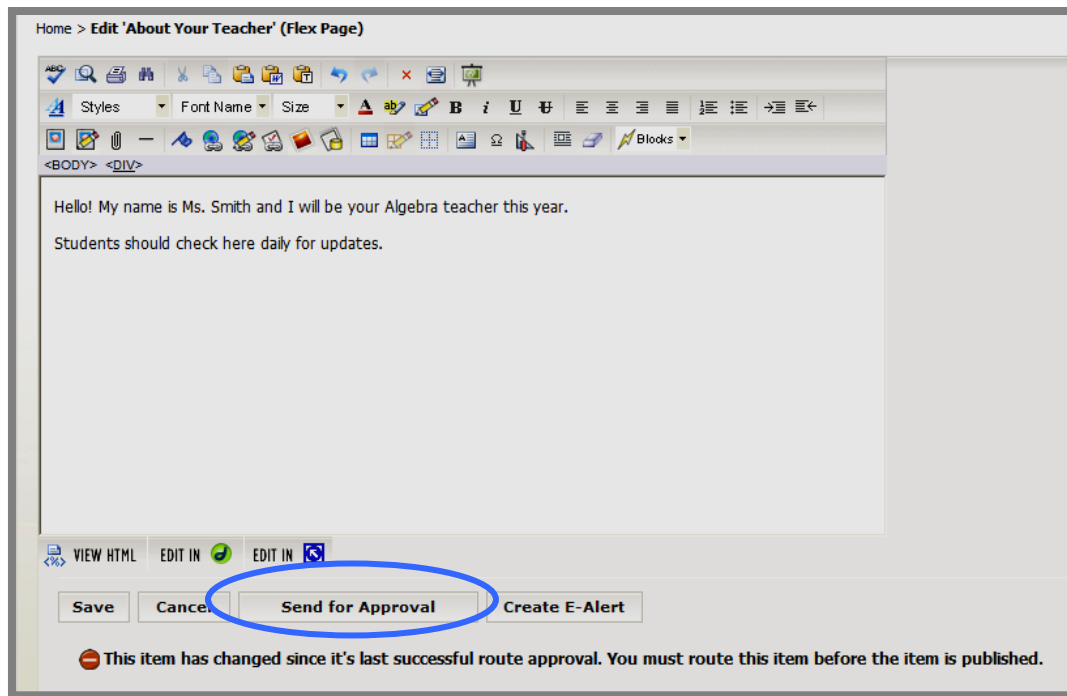 Home > Edit 'About Your Teacher' (Flex Page)
ABC
Styles Font Name Size A ab B i U U
Ω Blocks
<BODY> <DIV>
Hello! My name is Ms. Smith and I will be your Algebra teacher this year.
Students should check here daily for updates.
VIEW HTML EDIT IN EDIT IN
Save Cancel Send for Approval Create E-Alert
This item has changed since it's last successful route approval. You must route this item before the item is published.